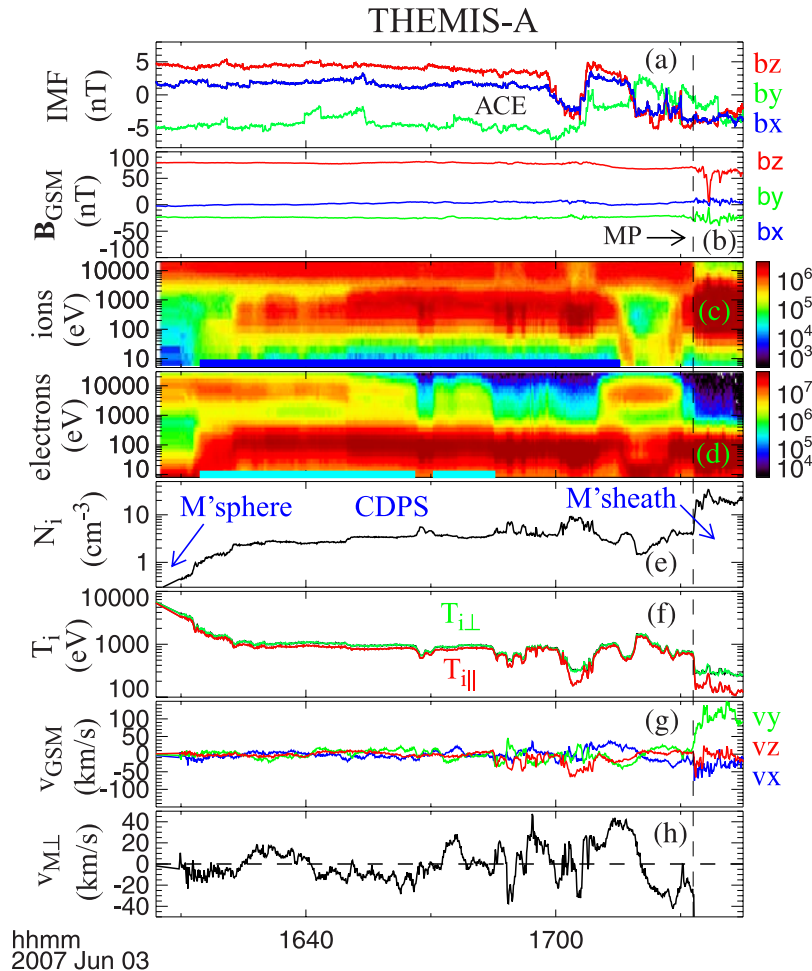 THEMIS-A
IMF
(nT)
5
0
-5
(a)
ACE
bz
by
bx
B_GSM
(nT)
100
50
0
-50
-100
MP →
(b)
bz
by
bx
ions
(eV)
10000
1000
100
10
(c)
10^6
10^5
10^4
10^3
electrons
(eV)
10000
1000
100
10
(d)
10^7
10^6
10^5
10^4
N_i
(cm^-3)
10
1
M'sphere
CDPS
M'sheath
(e)
T_i
(eV)
10000
1000
100
T_i⊥
T_i||
(f)
v_GSM
(km/s)
100
50
0
-50
-100
(g)
vy
vz
vx
v_M⊥
(km/s)
40
20
0
-20
-40
(h)
hhmm
1640
1700
2007 Jun 03